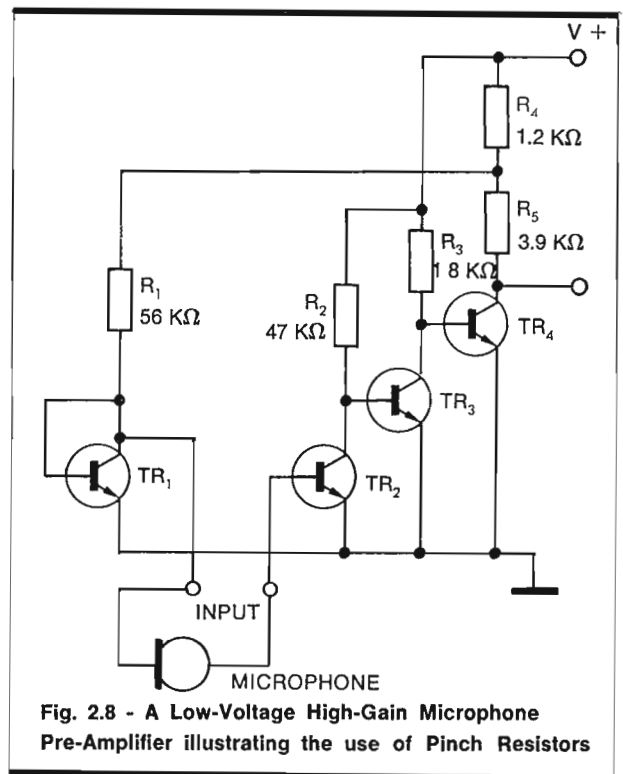 V +
R4
1.2 KΩ
R5
3.9 KΩ
R3
1 8 KΩ
R1
56 KΩ
R2
47 KΩ
TR4
TR3
TR1
TR2
INPUT
MICROPHONE
Fig. 2.8 - A Low-Voltage High-Gain Microphone
Pre-Amplifier illustrating the use of Pinch Resistors